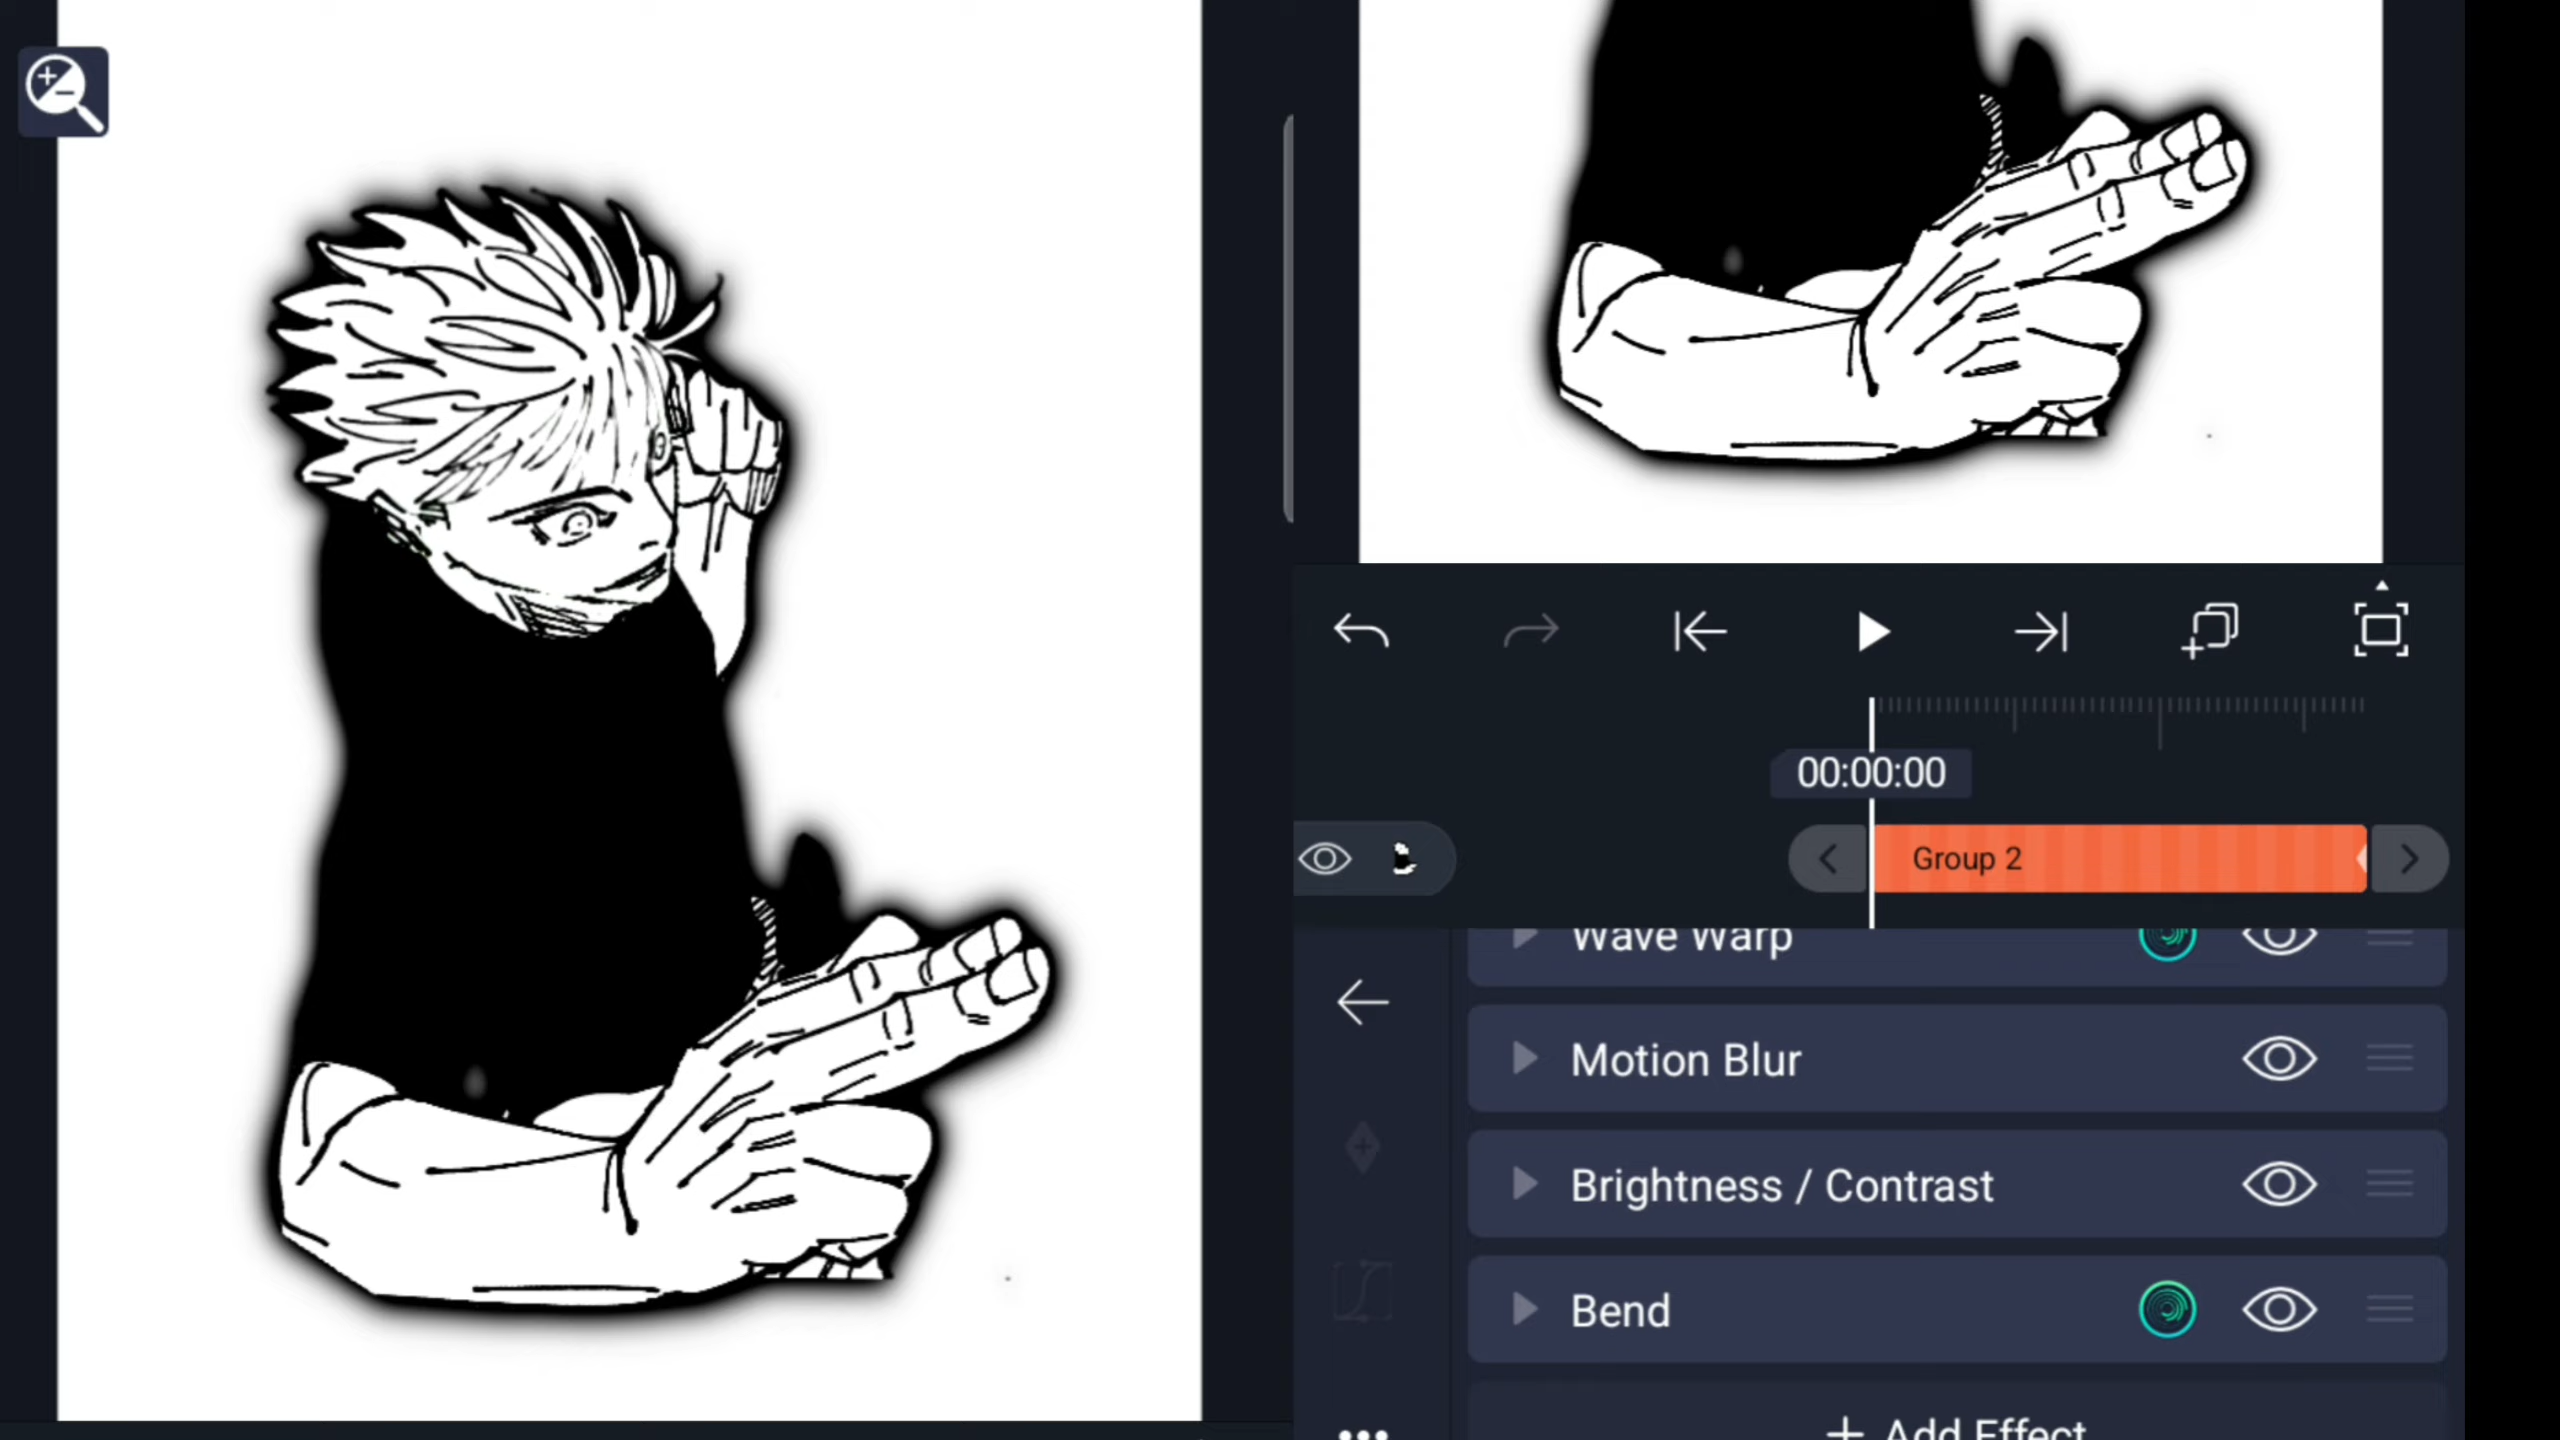 00:00:00
Group 2
Wave Warp
Motion Blur
Brightness / Contrast
Bend
+ Add Effect